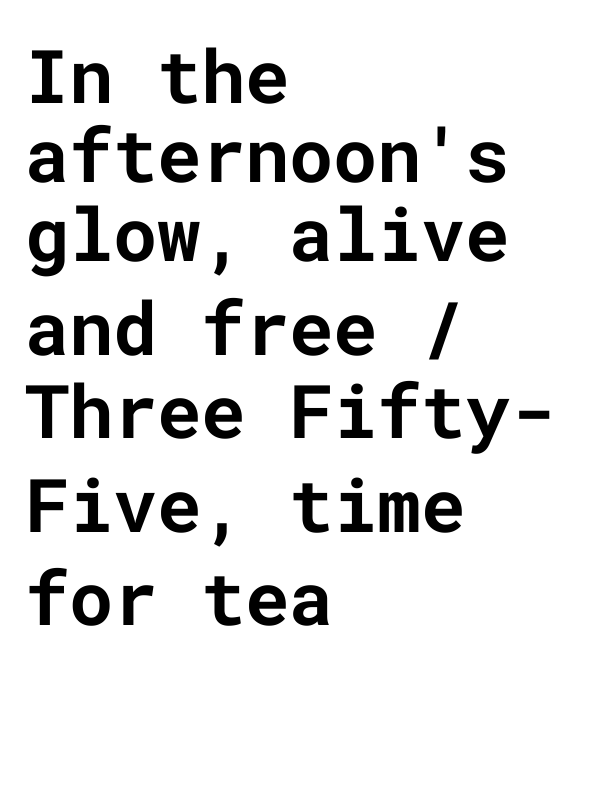 In the
afternoon's
glow, alive
and free /
Three Fifty-
Five, time
for tea